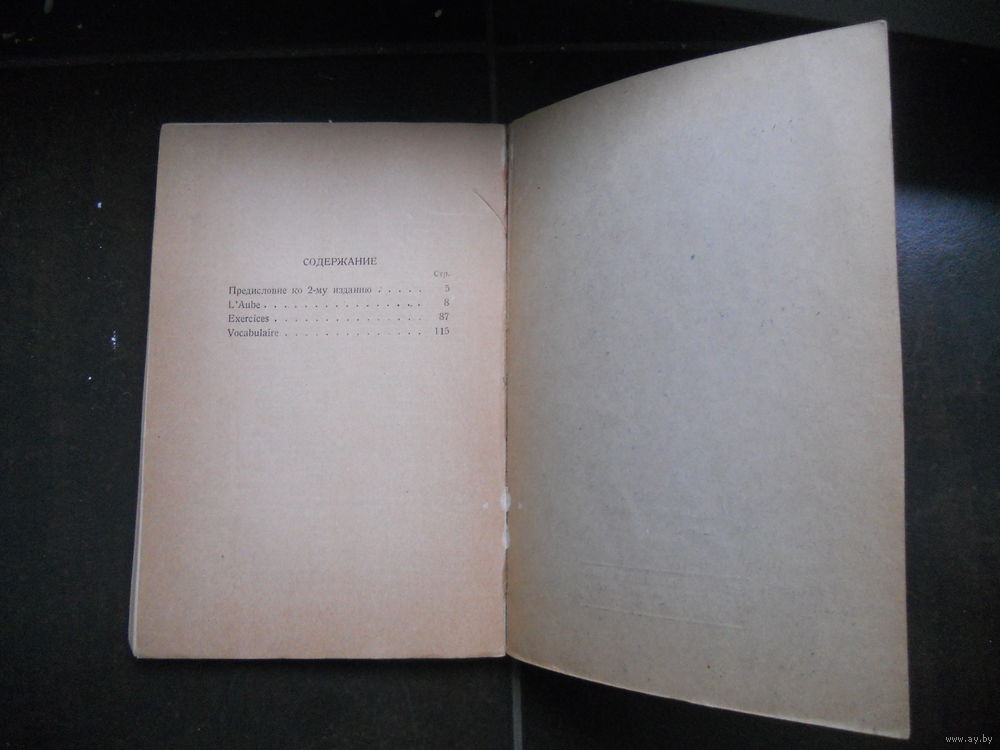 СОДЕРЖАНИЕ
Стр.
Предисловие ко 2-му изданию . . . . . 5
L'Aube . . . . . . . . . . . . . . . 8
Exercices . . . . . . . . . . . . . . 87
Vocabulaire . . . . . . . . . . . . . 115
www.ay.by